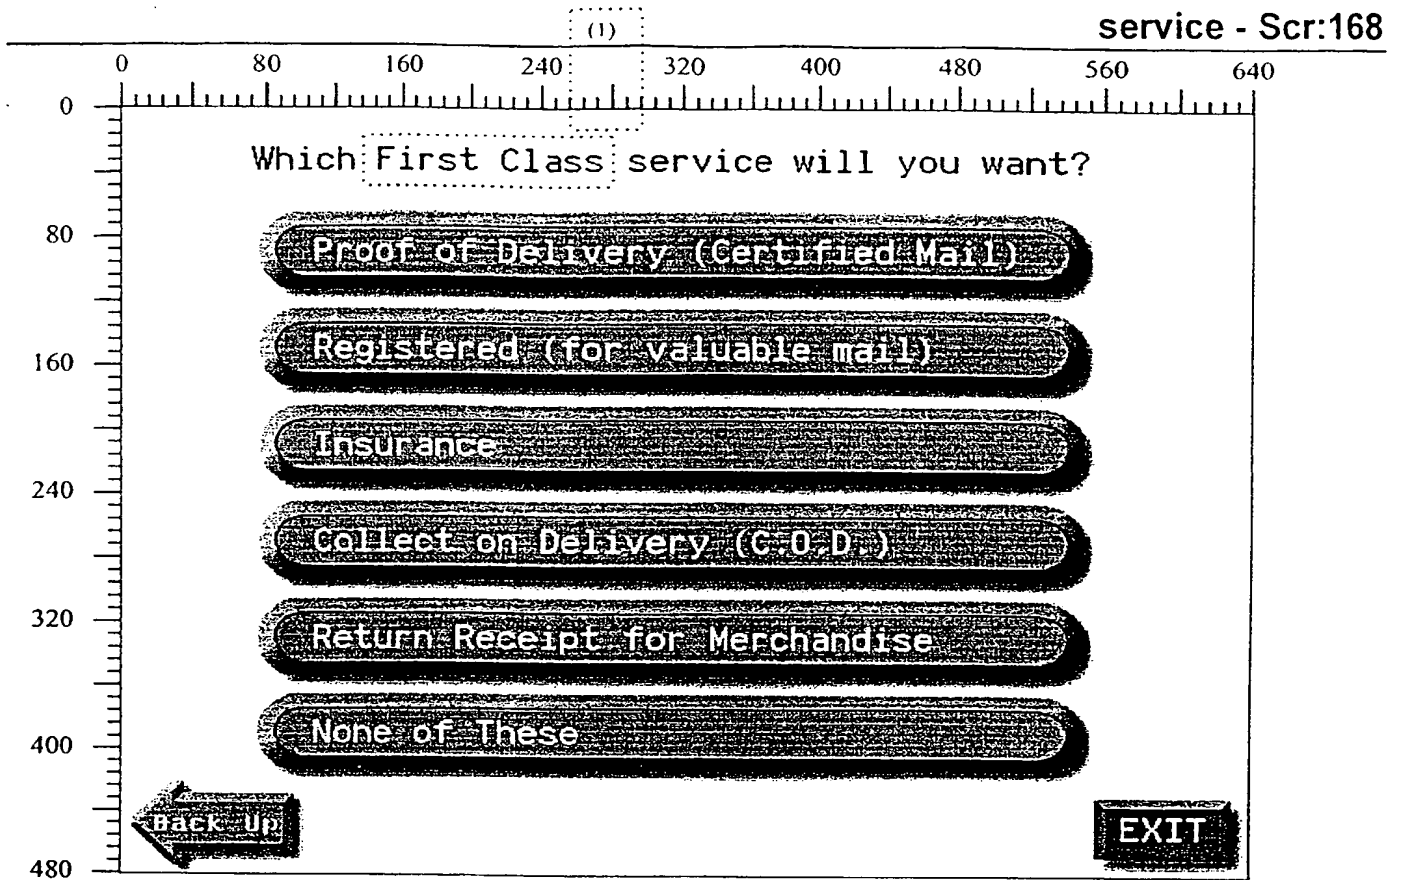 (1)
service - Scr:168
0 80 160 240 320 400 480 560 640
0
Which First Class service will you want?
80
Proof of Delivery (Certified Mail)
Registered (for valuable mail)
160
Insurance
240
Collect on Delivery (C.O.D.)
320
Return Receipt for Merchandise
None of These
400
Back Up
EXIT
480